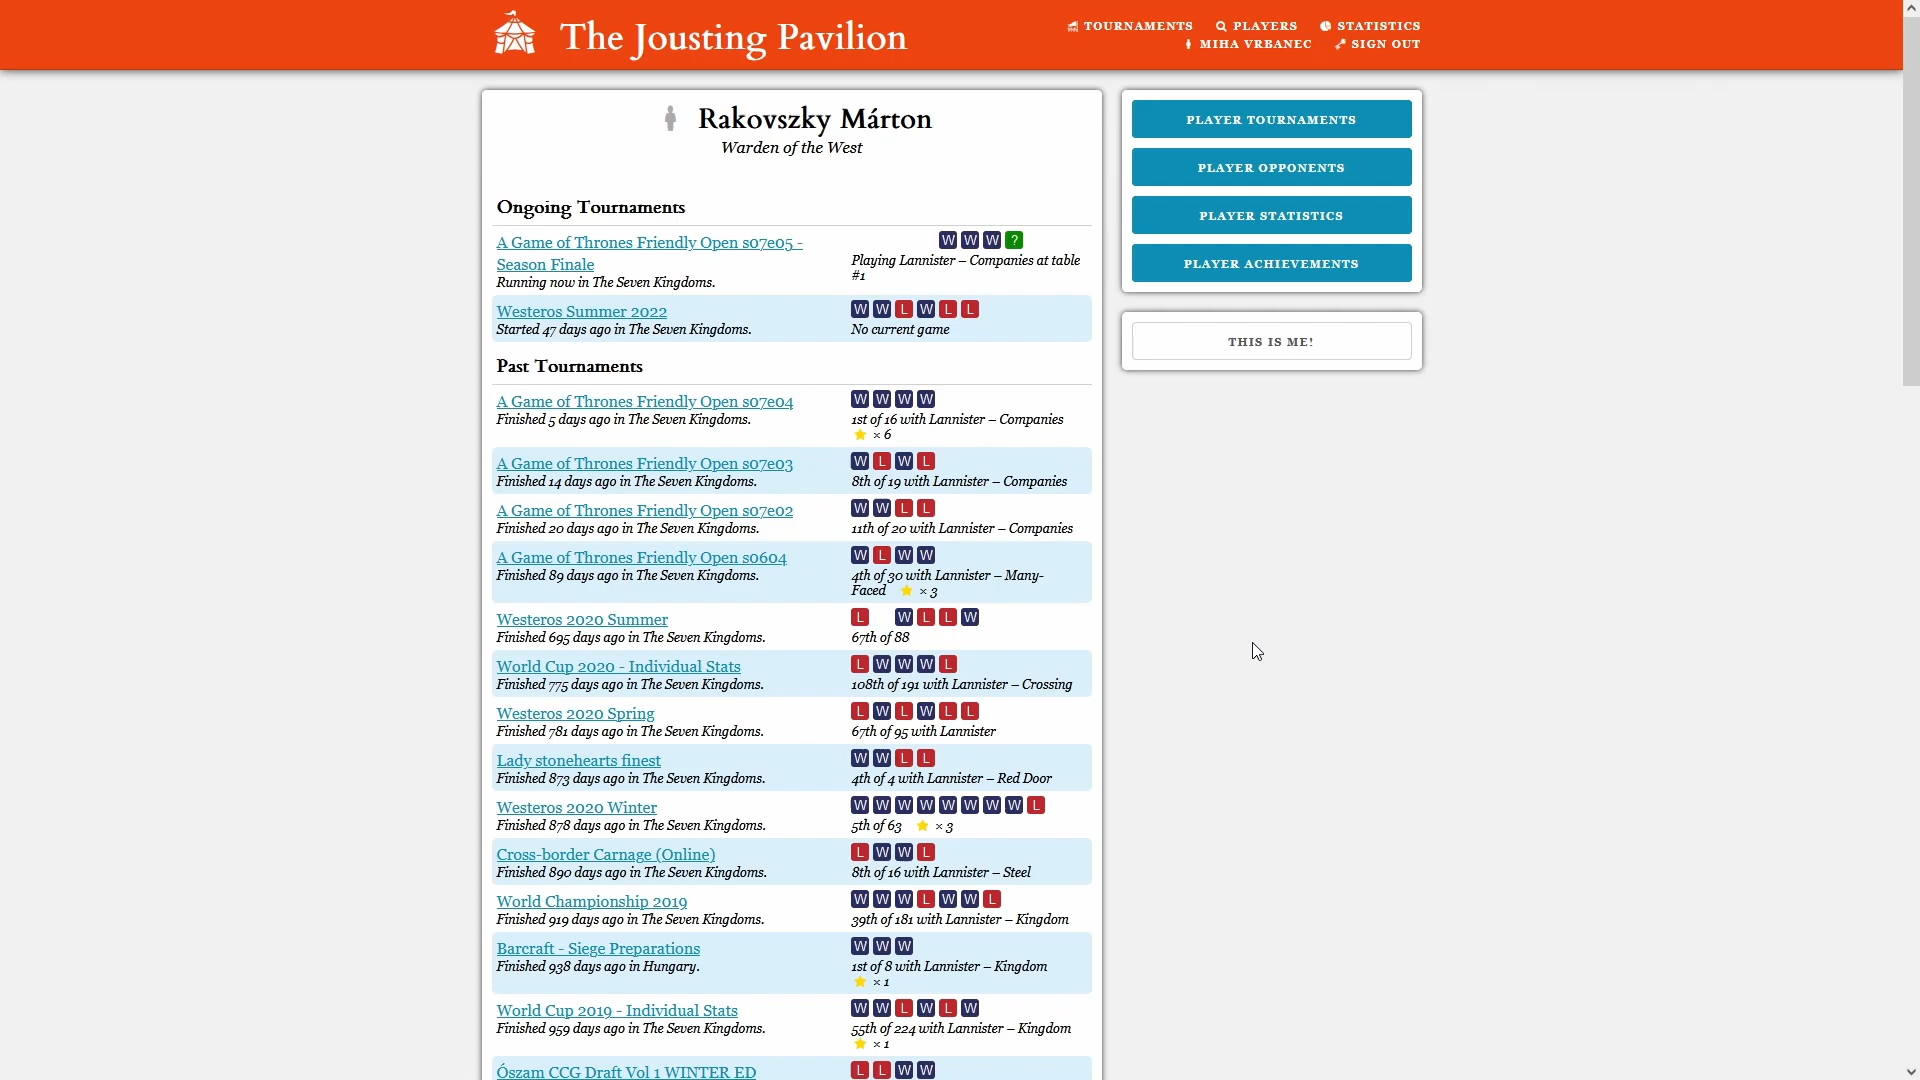 The Jousting Pavilion
TOURNAMENTS PLAYERS STATISTICS
MIHA VRBANEC SIGN OUT
Rakovszky Márton
Warden of the West
Ongoing Tournaments
A Game of Thrones Friendly Open s07e05 -
Season Finale
Running now in The Seven Kingdoms.
W W W ?
Playing Lannister – Companies at table
#1
Westeros Summer 2022
Started 47 days ago in The Seven Kingdoms.
W W L W L L
No current game
Past Tournaments
A Game of Thrones Friendly Open s07e04
Finished 5 days ago in The Seven Kingdoms.
W W W W
1st of 16 with Lannister – Companies
× 6
A Game of Thrones Friendly Open s07e03
Finished 14 days ago in The Seven Kingdoms.
W L W L
8th of 19 with Lannister – Companies
A Game of Thrones Friendly Open s07e02
Finished 20 days ago in The Seven Kingdoms.
W W L L
11th of 20 with Lannister – Companies
A Game of Thrones Friendly Open s0604
Finished 89 days ago in The Seven Kingdoms.
W L W W
4th of 30 with Lannister – Many-
Faced × 3
Westeros 2020 Summer
Finished 695 days ago in The Seven Kingdoms.
L W L L W
67th of 88
World Cup 2020 - Individual Stats
Finished 775 days ago in The Seven Kingdoms.
L W W W L
108th of 191 with Lannister – Crossing
Westeros 2020 Spring
Finished 781 days ago in The Seven Kingdoms.
L W L W L L
67th of 95 with Lannister
Lady stonehearts finest
Finished 873 days ago in The Seven Kingdoms.
W W L L
4th of 4 with Lannister – Red Door
Westeros 2020 Winter
Finished 878 days ago in The Seven Kingdoms.
W W W W W W W W L
5th of 63 × 3
Cross-border Carnage (Online)
Finished 890 days ago in The Seven Kingdoms.
L W W L
8th of 16 with Lannister – Steel
World Championship 2019
Finished 919 days ago in The Seven Kingdoms.
W W W L W W L
39th of 181 with Lannister – Kingdom
Barcraft - Siege Preparations
Finished 938 days ago in Hungary.
W W W
1st of 8 with Lannister – Kingdom
× 1
World Cup 2019 - Individual Stats
Finished 959 days ago in The Seven Kingdoms.
W W L W L W
55th of 224 with Lannister – Kingdom
× 1
Ószam CCG Draft Vol 1 WINTER ED
L L W W
PLAYER TOURNAMENTS
PLAYER OPPONENTS
PLAYER STATISTICS
PLAYER ACHIEVEMENTS
THIS IS ME!